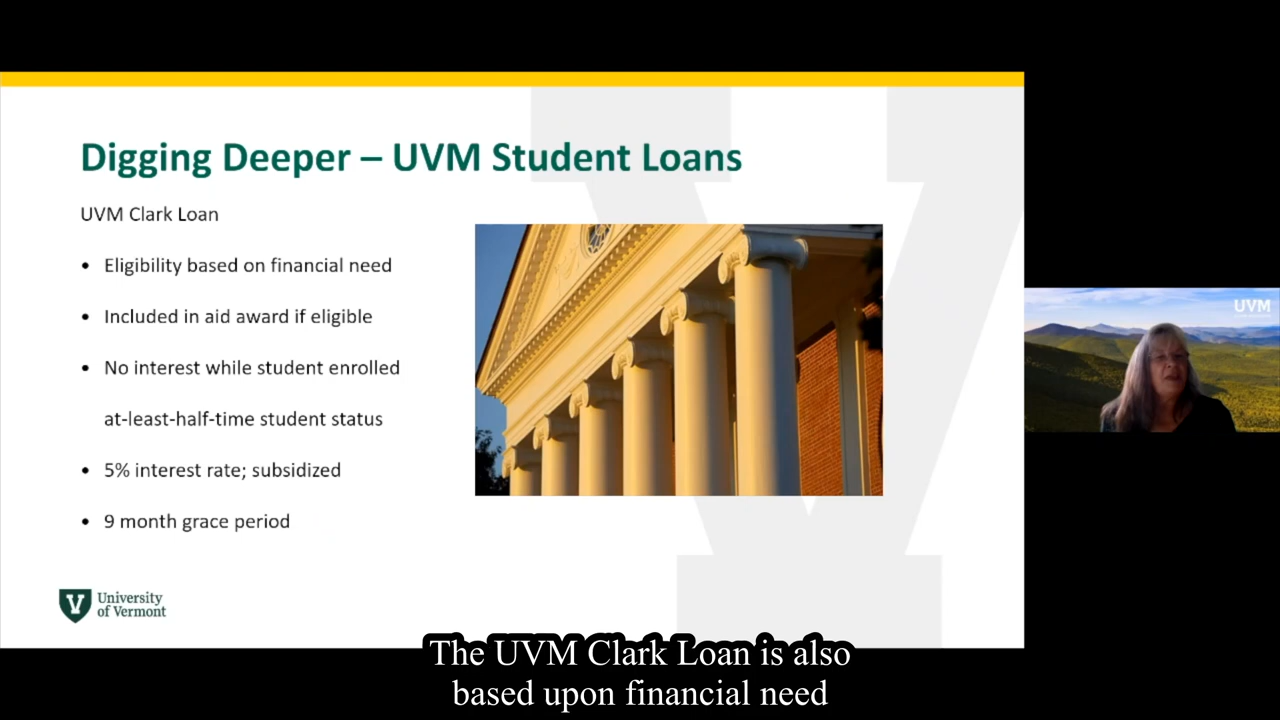 Digging Deeper – UVM Student Loans
UVM Clark Loan
• Eligibility based on financial need
• Included in aid award if eligible
• No interest while student enrolled
at-least-half-time student status
• 5% interest rate; subsidized
• 9 month grace period
V University
of Vermont
UVM
The UVM Clark Loan is also
based upon financial need